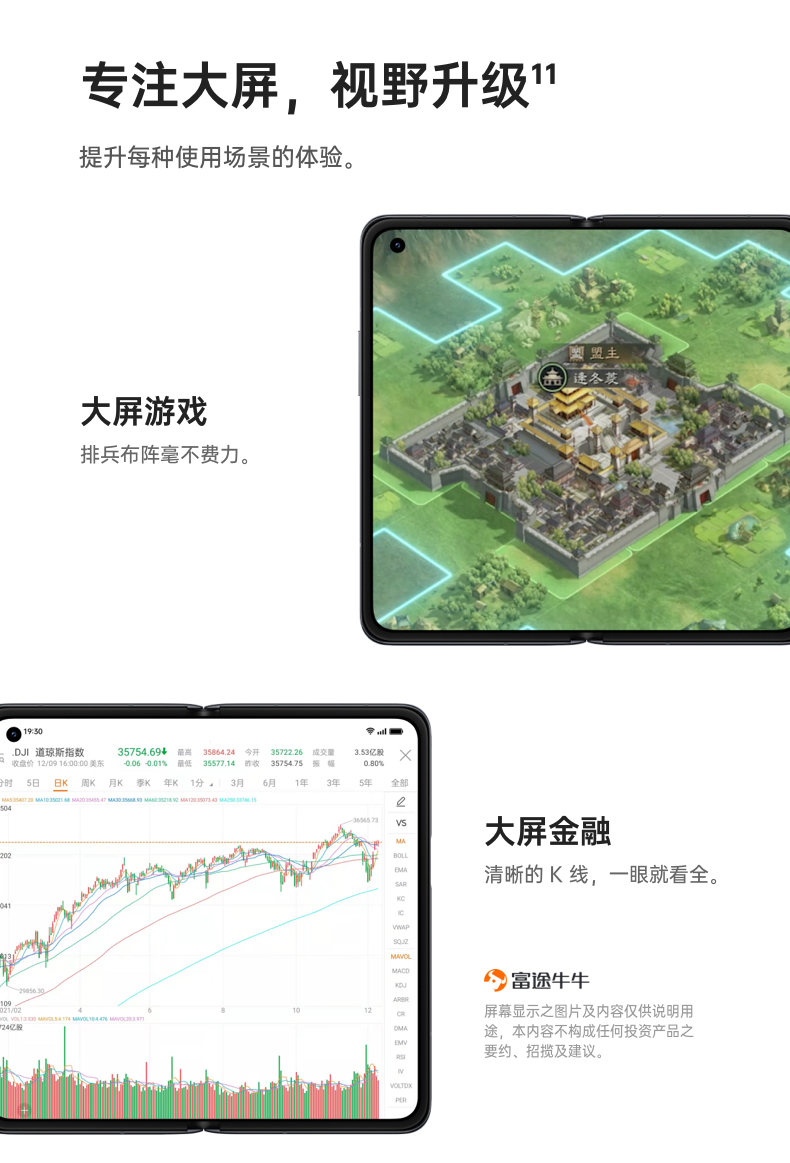 专注大屏，视野升级11
提升每种使用场景的体验。
盟 盟主
逢冬菱
大屏游戏
排兵布阵毫不费力。
19:30
.DJI 道琼斯指数
收盘价 12/09 16:00:00 美东
35754.69
-0.06 -0.01%
最高 35864.24 今开 35722.26 成交量 3.53亿股
最低 35577.14 昨收 35754.75 振幅 0.80%
分时 5日 日K 周K 月K 季K 年K 1分 3月 6月 1年 3年 5年 全部
504
36565.73
202
041
29856.30
109
021/02 4 6 8 10 12
724亿股
VS
MA
BOLL
EMA
SAR
KC
IC
VWAP
SQJZ
MAVOL
MACD
KDJ
ARBR
CR
DMA
EMV
RSI
IV
VOLTDX
PER
大屏金融
清晰的 K 线，一眼就看全。
富途牛牛
屏幕显示之图片及内容仅供说明用
途，本内容不构成任何投资产品之
要约、招揽及建议。